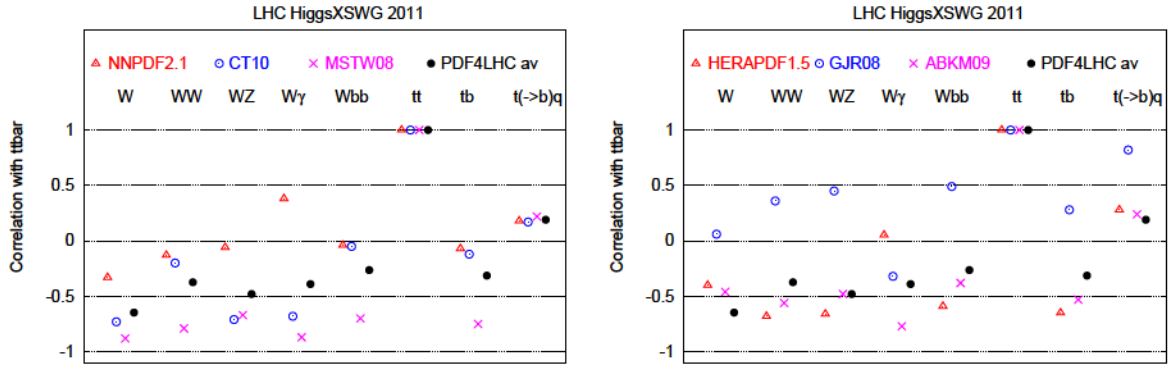 LHC HiggsXSWG 2011
NNPDF2.1 CT10 MSTW08 PDF4LHC av
W WW WZ Wγ Wbb tt tb t(->b)q
1
0.5
0
-0.5
-1
Correlation with ttbar
LHC HiggsXSWG 2011
HERAPDF1.5 GJR08 ABKM09 PDF4LHC av
W WW WZ Wγ Wbb tt tb t(->b)q
1
0.5
0
-0.5
-1
Correlation with ttbar